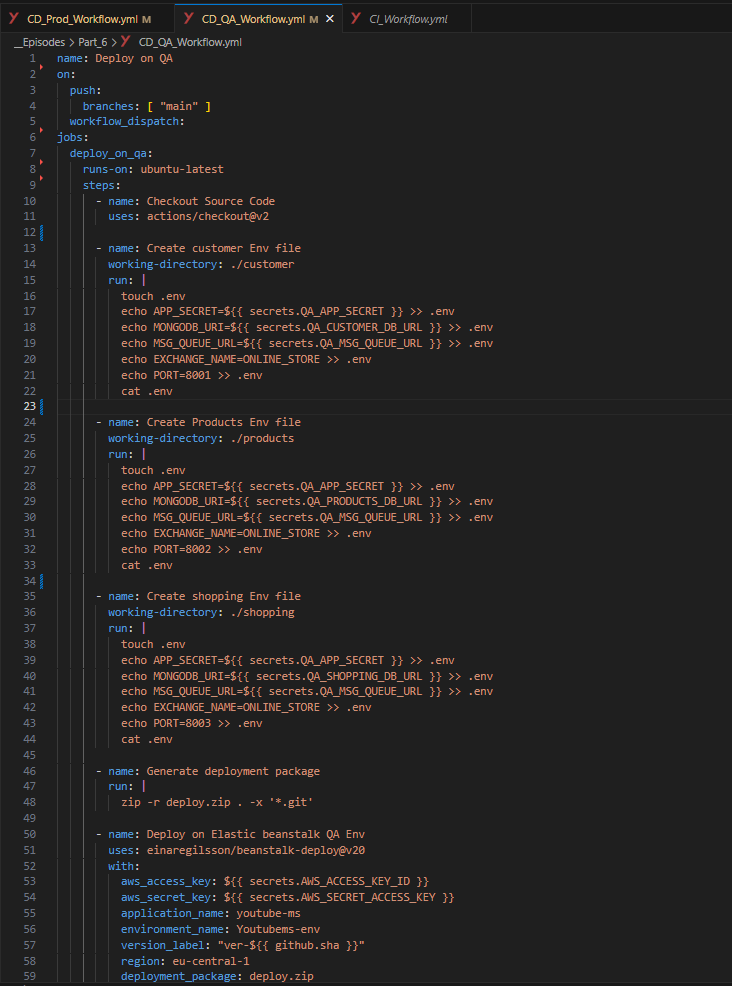 CD_Prod_Workflow.yml M CD_QA_Workflow.yml M CI_Workflow.yml
__Episodes > Part_6 > CD_QA_Workflow.yml
1 name: Deploy on QA
2 on:
3   push:
4     branches: [ "main" ]
5   workflow_dispatch:
6 jobs:
7   deploy_on_qa:
8     runs-on: ubuntu-latest
9     steps:
10       - name: Checkout Source Code
11         uses: actions/checkout@v2
12
13       - name: Create customer Env file
14         working-directory: ./customer
15         run: |
16           touch .env
17           echo APP_SECRET=${{ secrets.QA_APP_SECRET }} >> .env
18           echo MONGODB_URI=${{ secrets.QA_CUSTOMER_DB_URL }} >> .env
19           echo MSG_QUEUE_URL=${{ secrets.QA_MSG_QUEUE_URL }} >> .env
20           echo EXCHANGE_NAME=ONLINE_STORE >> .env
21           echo PORT=8001 >> .env
22           cat .env
23
24       - name: Create Products Env file
25         working-directory: ./products
26         run: |
27           touch .env
28           echo APP_SECRET=${{ secrets.QA_APP_SECRET }} >> .env
29           echo MONGODB_URI=${{ secrets.QA_PRODUCTS_DB_URL }} >> .env
30           echo MSG_QUEUE_URL=${{ secrets.QA_MSG_QUEUE_URL }} >> .env
31           echo EXCHANGE_NAME=ONLINE_STORE >> .env
32           echo PORT=8002 >> .env
33           cat .env
34
35       - name: Create shopping Env file
36         working-directory: ./shopping
37         run: |
38           touch .env
39           echo APP_SECRET=${{ secrets.QA_APP_SECRET }} >> .env
40           echo MONGODB_URI=${{ secrets.QA_SHOPPING_DB_URL }} >> .env
41           echo MSG_QUEUE_URL=${{ secrets.QA_MSG_QUEUE_URL }} >> .env
42           echo EXCHANGE_NAME=ONLINE_STORE >> .env
43           echo PORT=8003 >> .env
44           cat .env
45
46       - name: Generate deployment package
47         run: |
48           zip -r deploy.zip . -x '*.git'
49
50       - name: Deploy on Elastic beanstalk QA Env
51         uses: einaregilsson/beanstalk-deploy@v20
52         with:
53           aws_access_key: ${{ secrets.AWS_ACCESS_KEY_ID }}
54           aws_secret_key: ${{ secrets.AWS_SECRET_ACCESS_KEY }}
55           application_name: youtube-ms
56           environment_name: Youtubems-env
57           version_label: "ver-${{ github.sha }}"
58           region: eu-central-1
59           deployment_package: deploy.zip